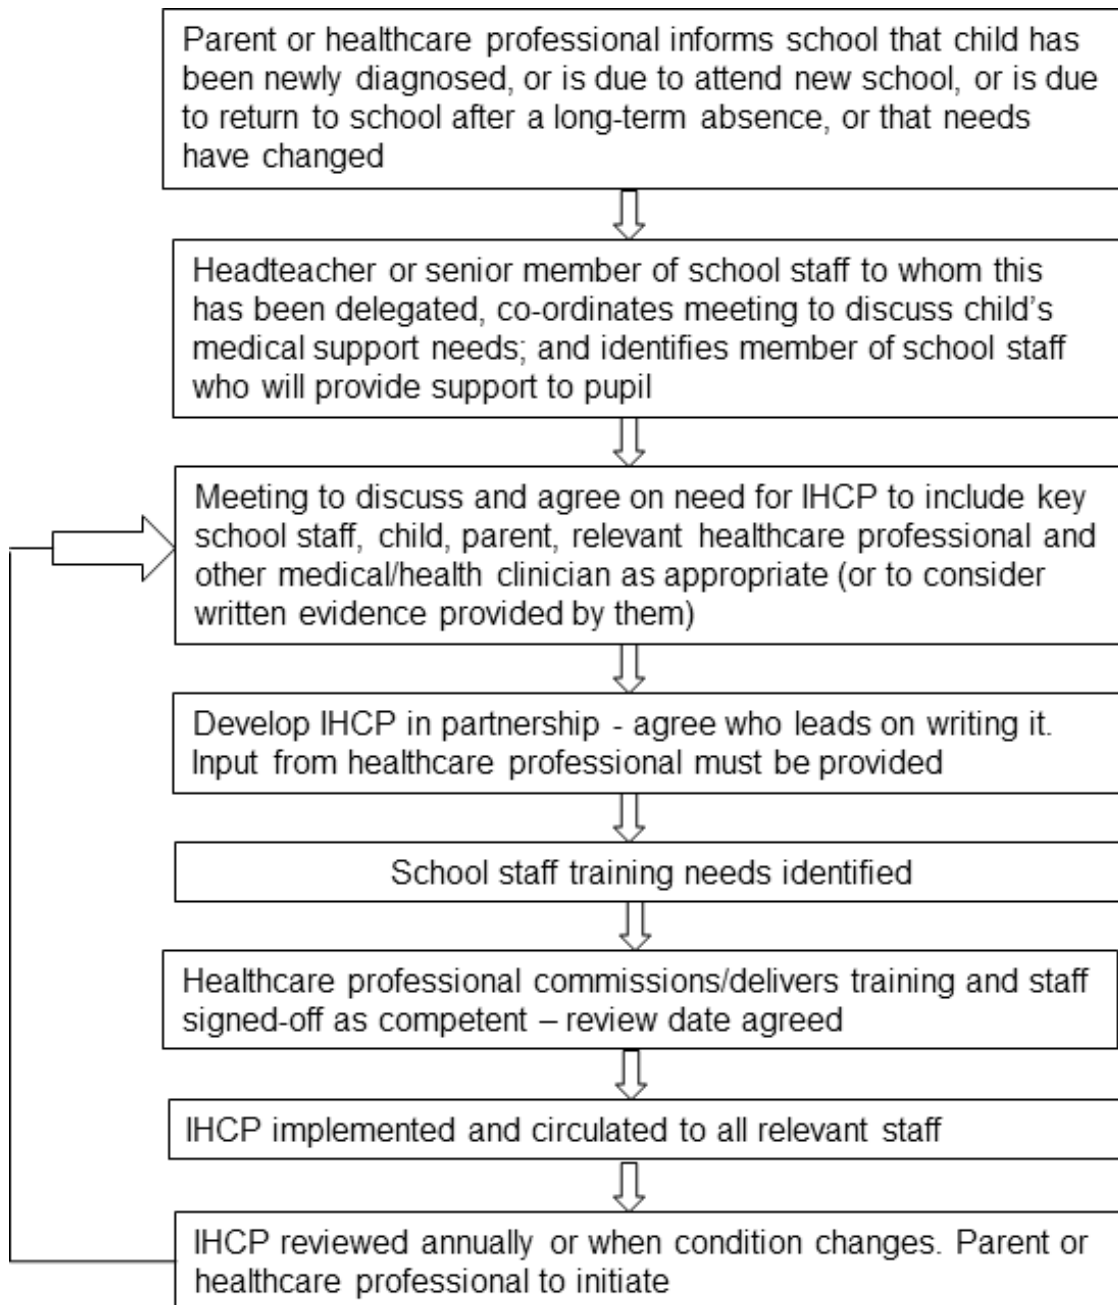 Parent or healthcare professional informs school that child has
been newly diagnosed, or is due to attend new school, or is due
to return to school after a long-term absence, or that needs
have changed
Headteacher or senior member of school staff to whom this
has been delegated, co-ordinates meeting to discuss child's
medical support needs; and identifies member of school staff
who will provide support to pupil
Meeting to discuss and agree on need for IHCP to include key
school staff, child, parent, relevant healthcare professional and
other medical/health clinician as appropriate (or to consider
written evidence provided by them)
Develop IHCP in partnership - agree who leads on writing it.
Input from healthcare professional must be provided
School staff training needs identified
Healthcare professional commissions/delivers training and staff
signed-off as competent – review date agreed
IHCP implemented and circulated to all relevant staff
IHCP reviewed annually or when condition changes. Parent or
healthcare professional to initiate